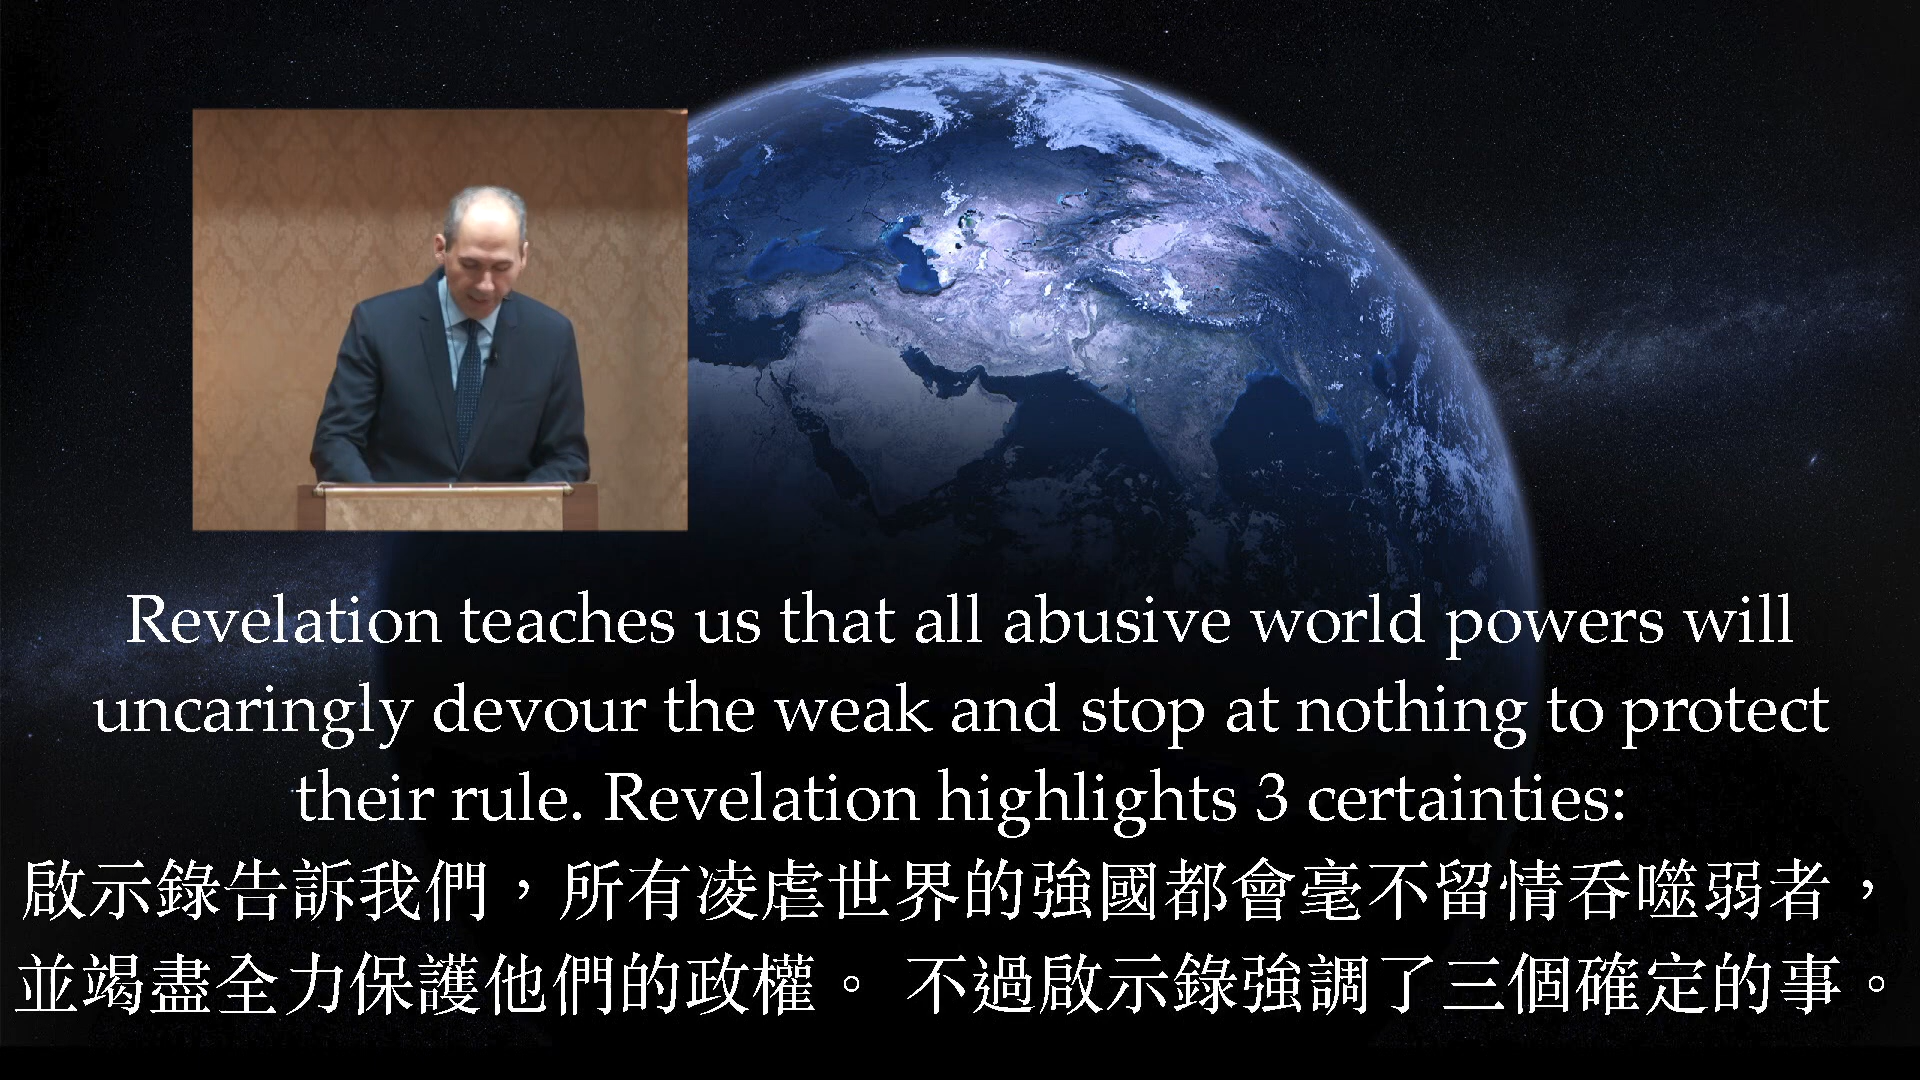 Revelation teaches us that all abusive world powers will
uncaringly devour the weak and stop at nothing to protect
their rule. Revelation highlights 3 certainties:
啟示錄告訴我們，所有凌虐世界的強國都會毫不留情吞噬弱者，
並竭盡全力保護他們的政權。 不過啟示錄強調了三個確定的事。